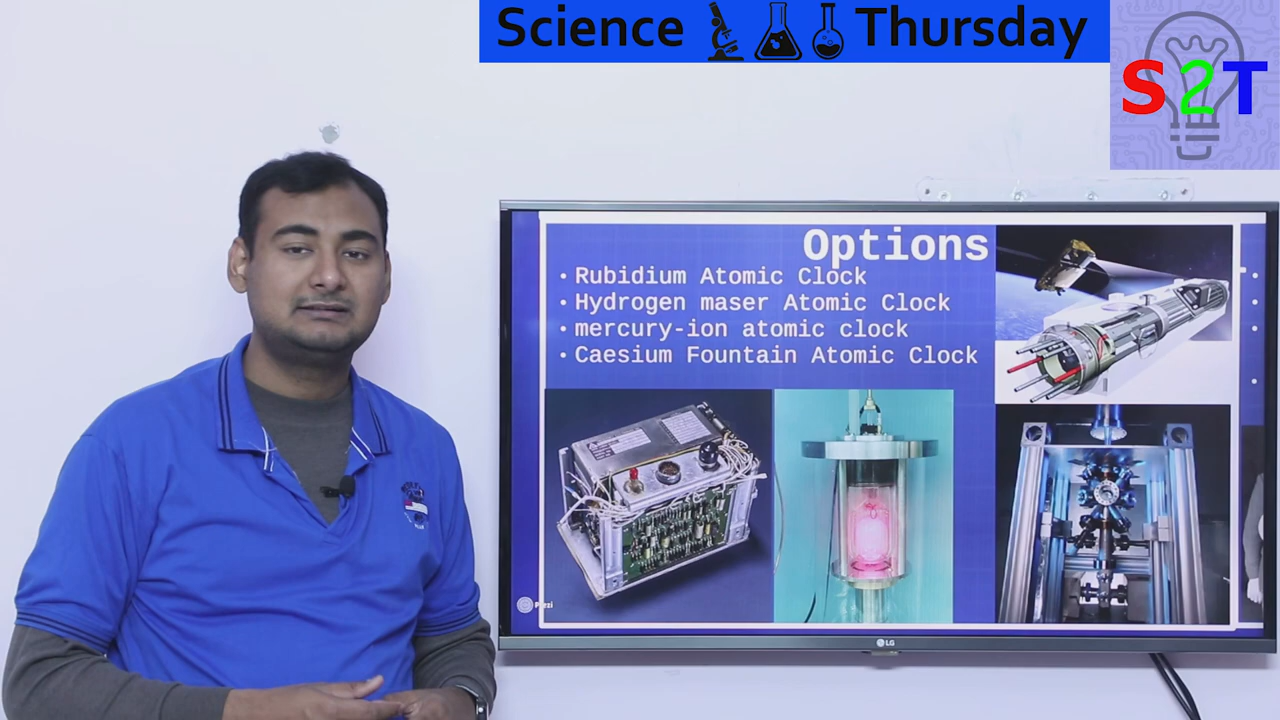 Science Thursday
S2T
Options
• Rubidium Atomic Clock
• Hydrogen maser Atomic Clock
• mercury-ion atomic clock
• Caesium Fountain Atomic Clock
LG